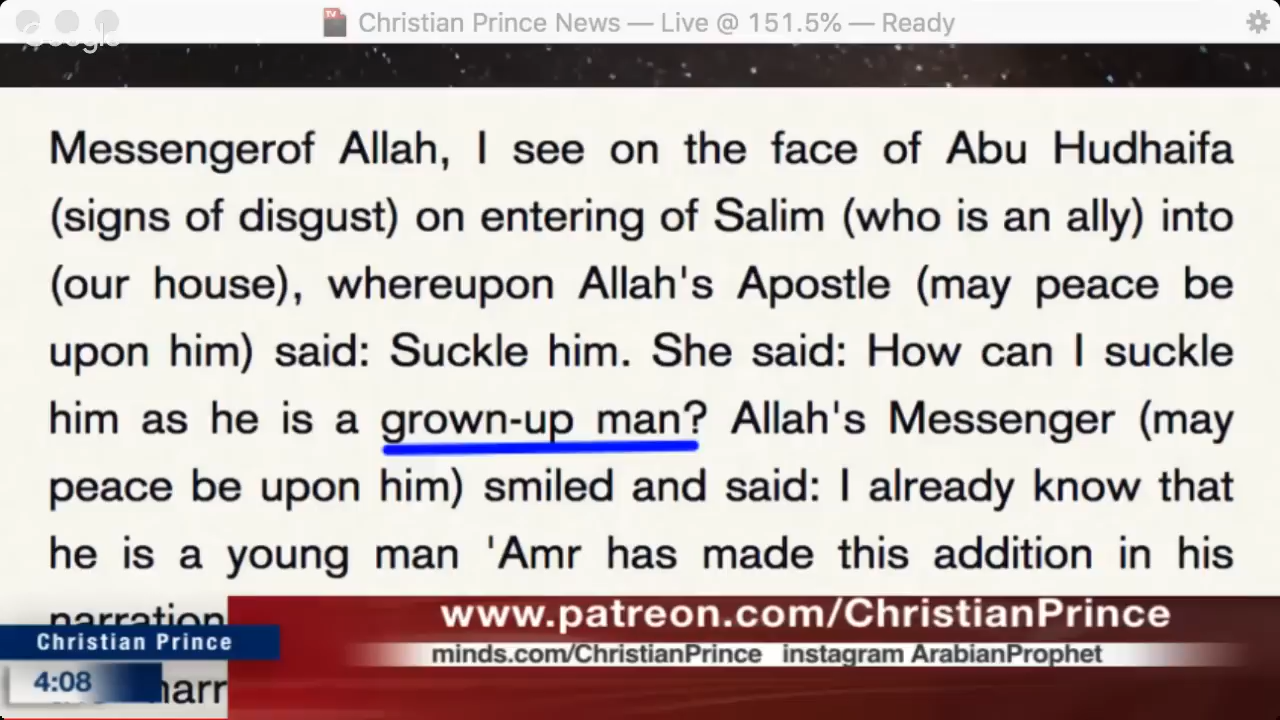 Christian Prince News — Live @ 151.5% — Ready
Google
Messengerof Allah, I see on the face of Abu Hudhaifa
(signs of disgust) on entering of Salim (who is an ally) into
(our house), whereupon Allah's Apostle (may peace be
upon him) said: Suckle him. She said: How can I suckle
him as he is a grown-up man? Allah's Messenger (may
peace be upon him) smiled and said: I already know that
he is a young man 'Amr has made this addition in his
narration
www.patreon.com/ChristianPrince
Christian Prince
minds.com/ChristianPrince instagram ArabianProphet
4:08